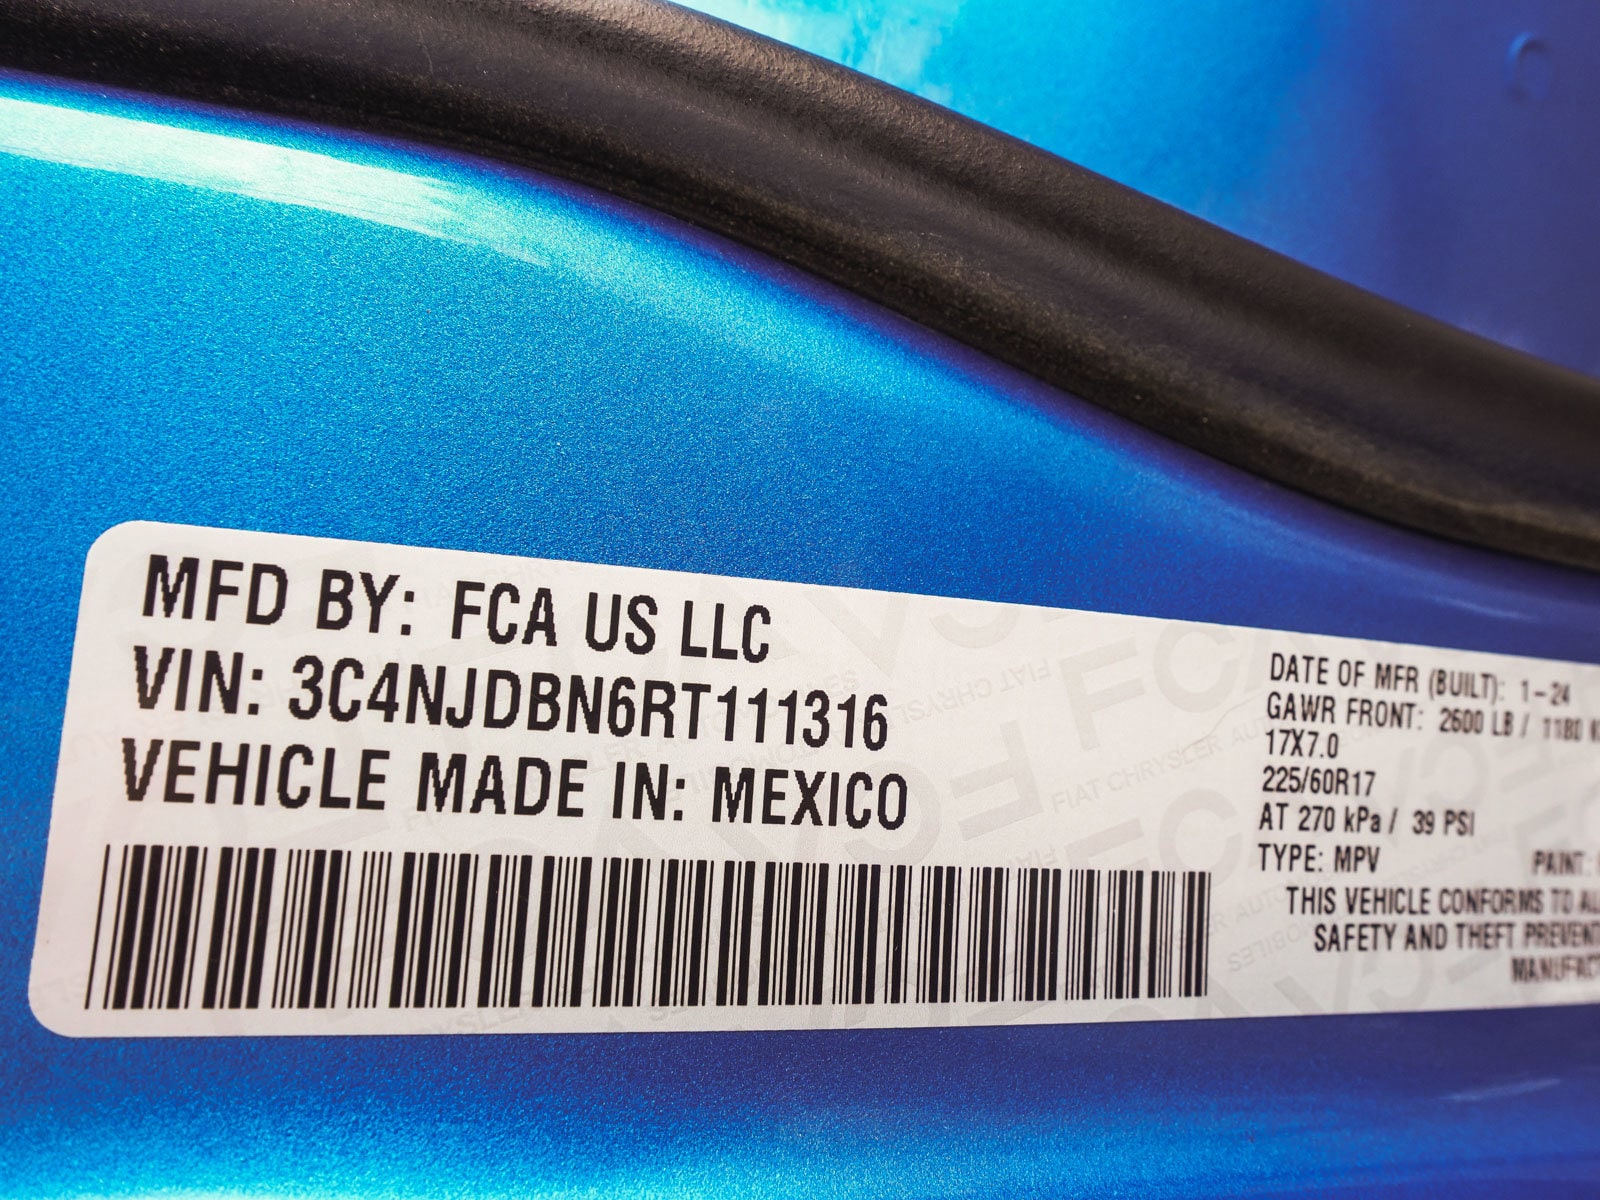 MFD BY: FCA US LLC
VIN: 3C4NJDBN6RT111316
VEHICLE MADE IN: MEXICO
DATE OF MFR (BUILT): 1-24
GAWR FRONT: 2600 LB / 1180
17X7.0
225/60R17
AT 270 kPa / 39 PSI
TYPE: MPV PAINT:
THIS VEHICLE CONFORMS TO
SAFETY AND THEFT